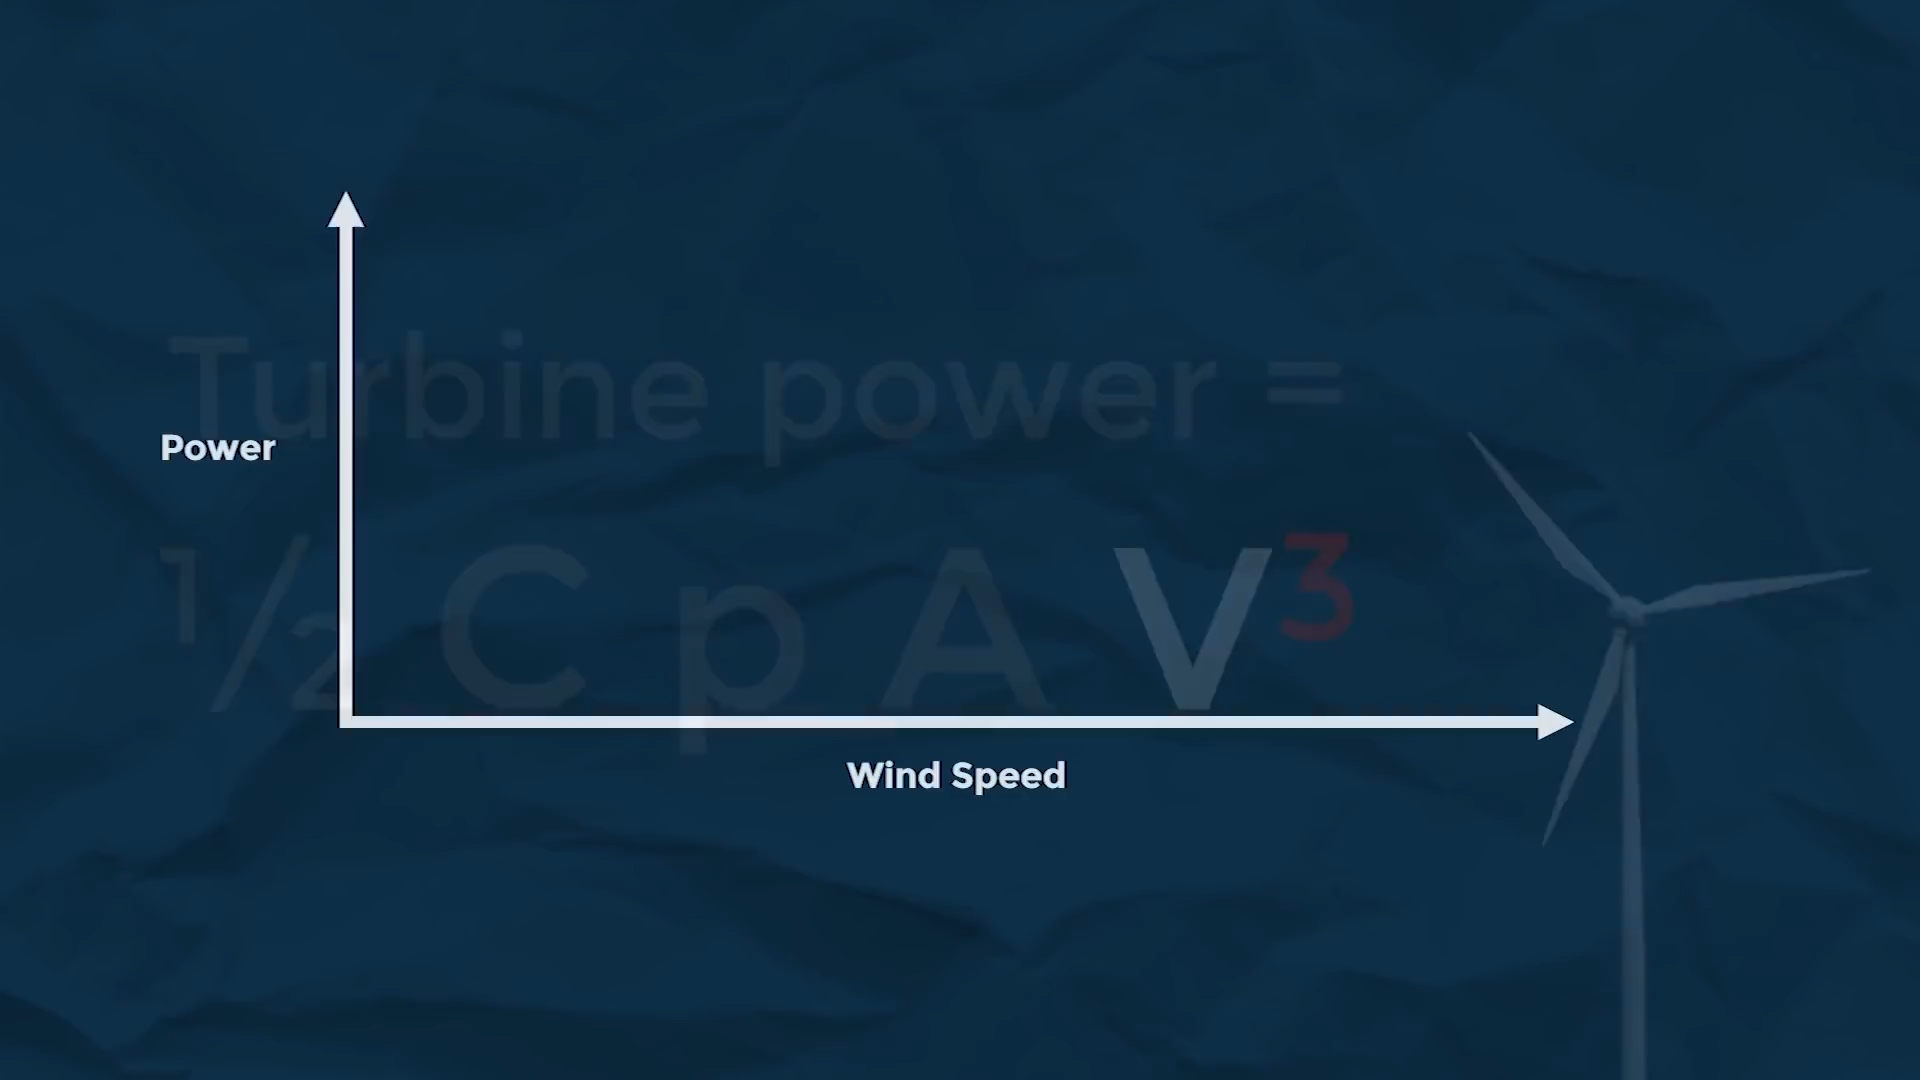 Turbine power =
Power
½ C p A V³
Wind Speed